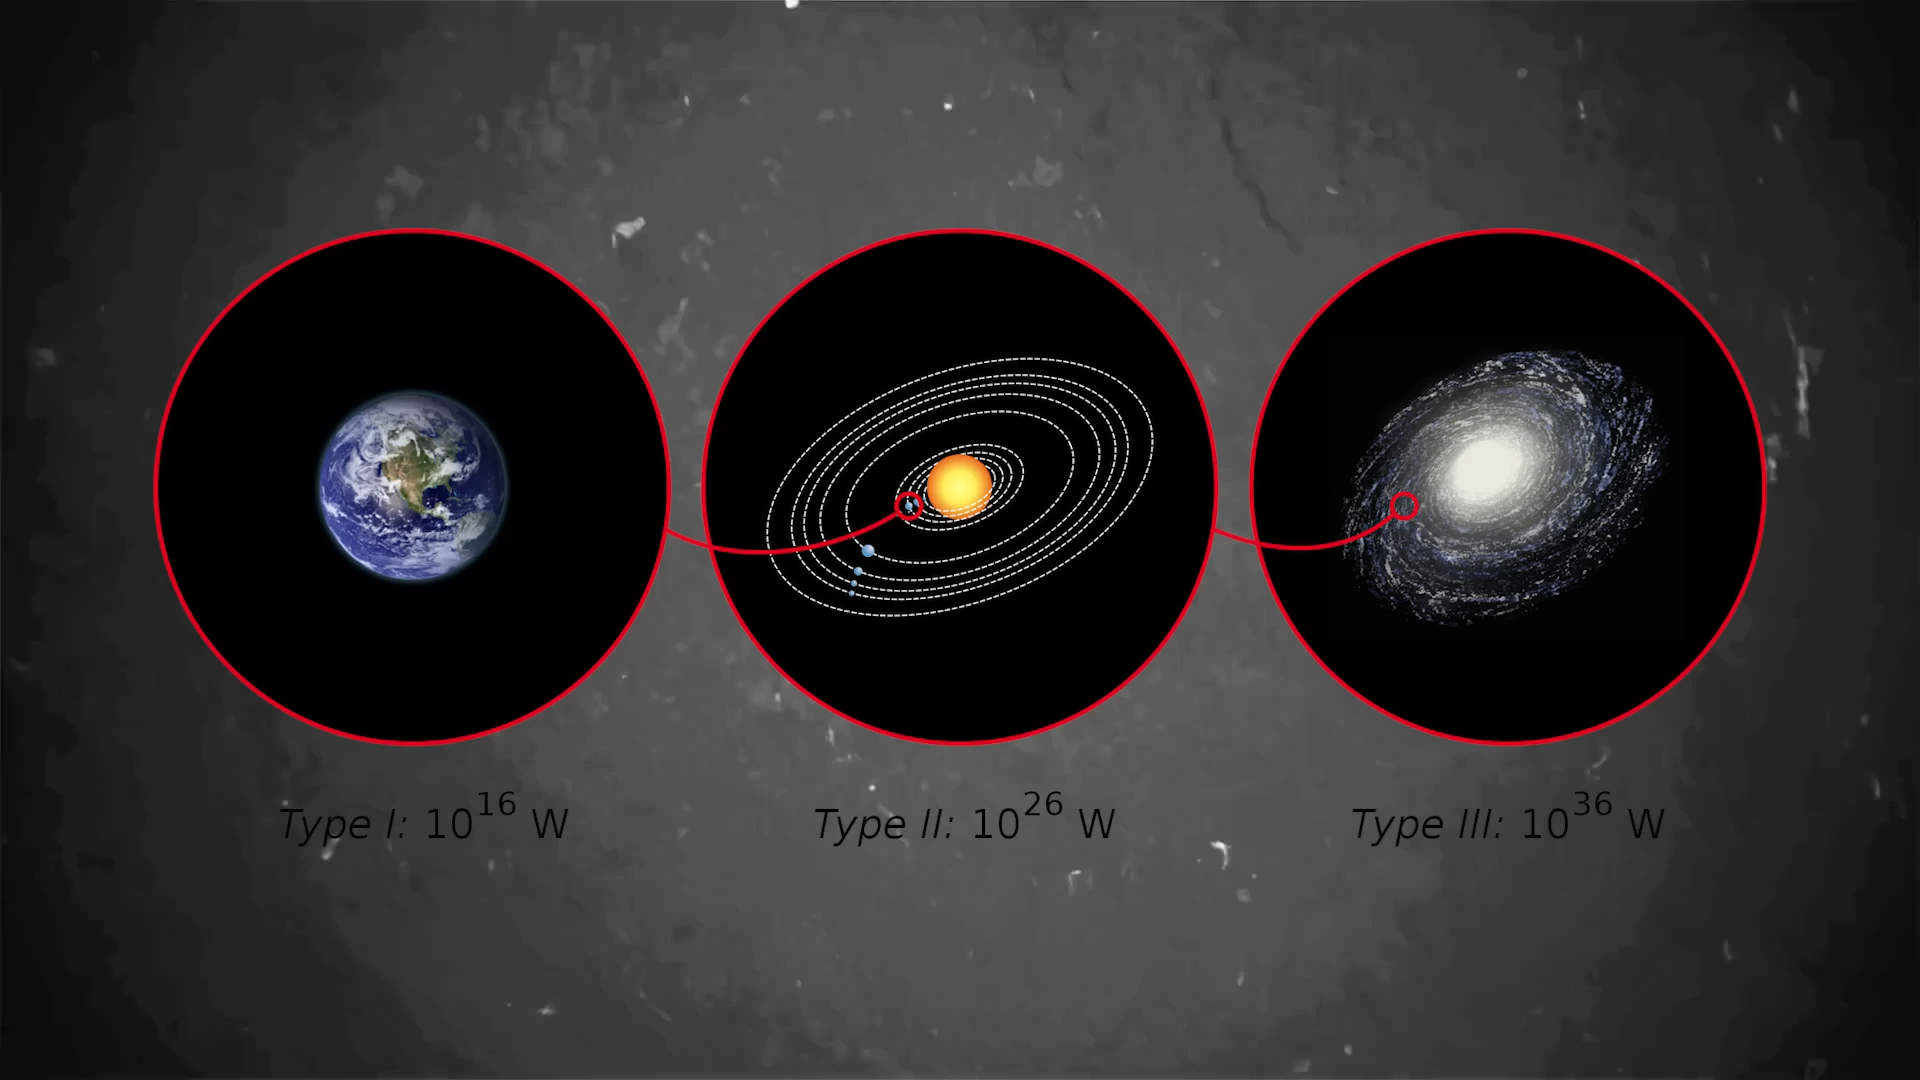 Type I: 10¹⁶ W
Type II: 10²⁶ W
Type III: 10³⁶ W